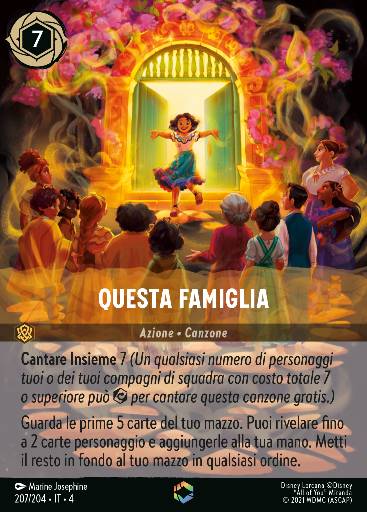 7
QUESTA FAMIGLIA
Azione • Canzone
Cantare Insieme 7 (Un qualsiasi numero di personaggi
tuoi o dei tuoi compagni di squadra con costo totale 7
o superiore può per cantare questa canzone gratis.)
Guarda le prime 5 carte del tuo mazzo. Puoi rivelare fino
a 2 carte personaggio e aggiungerle alla tua mano. Metti
il resto in fondo al tuo mazzo in qualsiasi ordine.
Marine Josephine
207/204 • IT • 4
Disney Lorcana ©Disney
"All of You" Miranda
© 2021 WDMC (ASCAP)